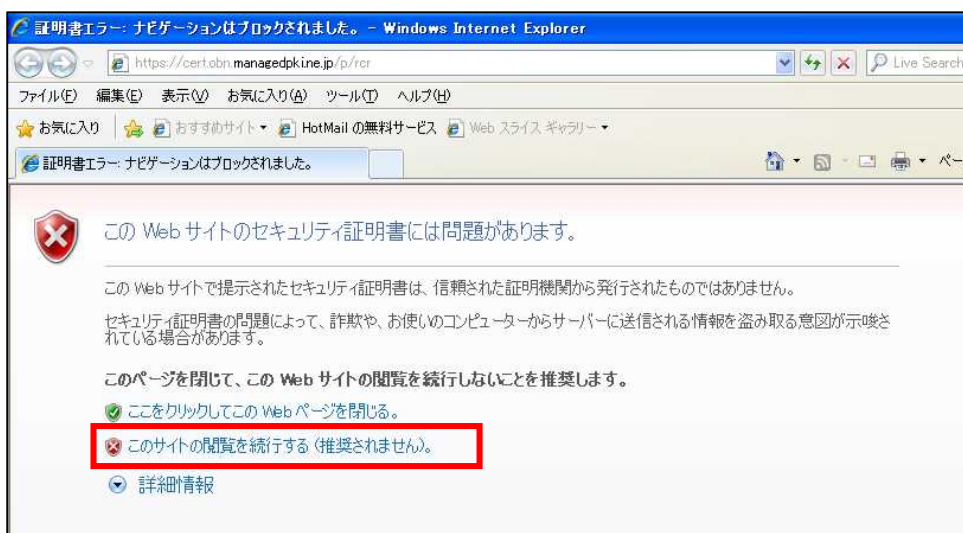 証明書エラー: ナビゲーションはブロックされました。 - Windows Internet Explorer
https://cert.obn.managedpki.ne.jp/p/rcr
Live Search
ファイル(F) 編集(E) 表示(V) お気に入り(A) ツール(T) ヘルプ(H)
お気に入り おすすめサイト HotMail の無料サービス Web スライス ギャラリー
証明書エラー: ナビゲーションはブロックされました。
ペー
この Web サイトのセキュリティ証明書には問題があります。
この Web サイトで提示されたセキュリティ証明書は、信頼された証明機関から発行されたものではありません。
セキュリティ証明書の問題によって、詐欺や、お使いのコンピューターからサーバーに送信される情報を盗み取る意図が示唆さ
れている場合があります。
このページを閉じて、この Web サイトの閲覧を続行しないことを推奨します。
ここをクリックしてこの Web ページを閉じる。
このサイトの閲覧を続行する (推奨されません)。
詳細情報